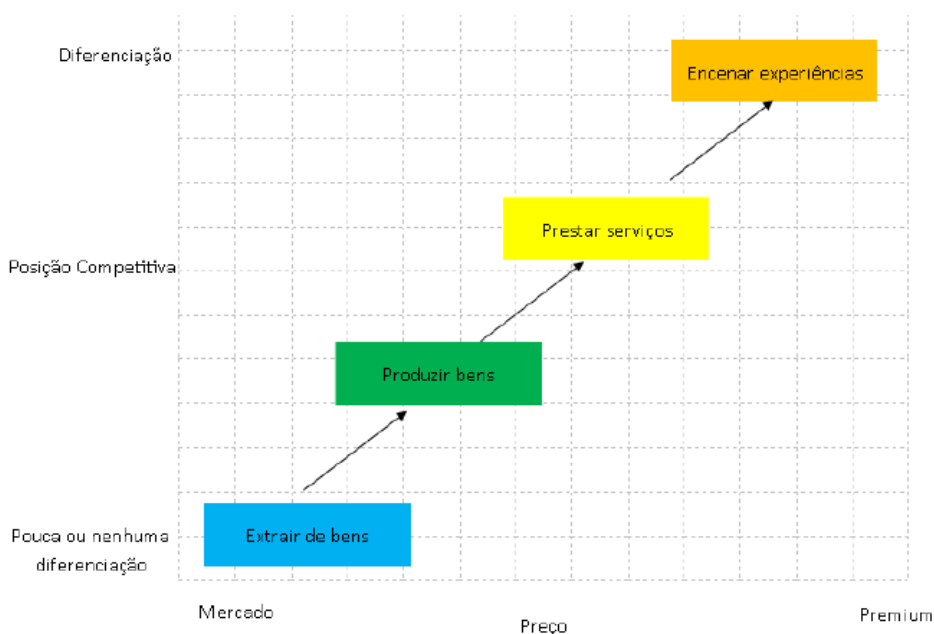 Diferenciação
Encenar experiências
Prestar serviços
Posição Competitiva
Produzir bens
Pouca ou nenhuma
diferenciação
Extrair de bens
Mercado
Preço
Premium